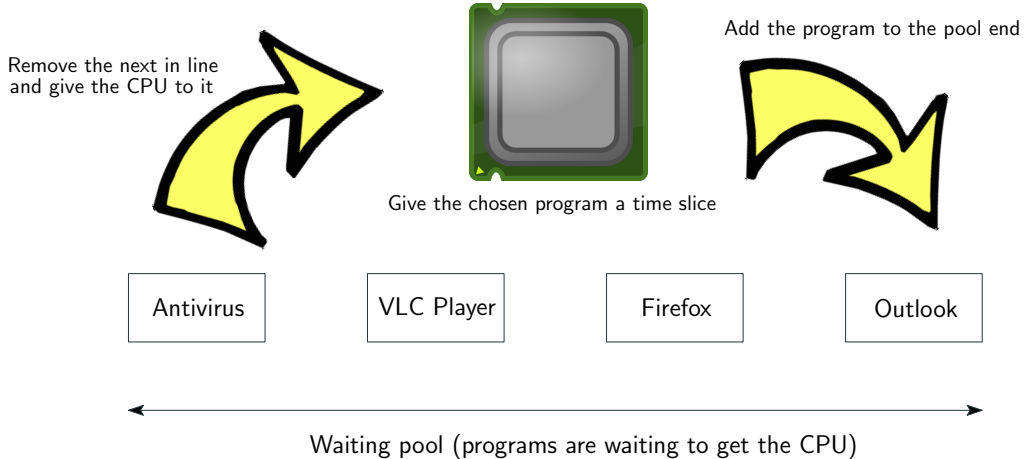 Remove the next in line
and give the CPU to it
Add the program to the pool end
Give the chosen program a time slice
Antivirus
VLC Player
Firefox
Outlook
Waiting pool (programs are waiting to get the CPU)